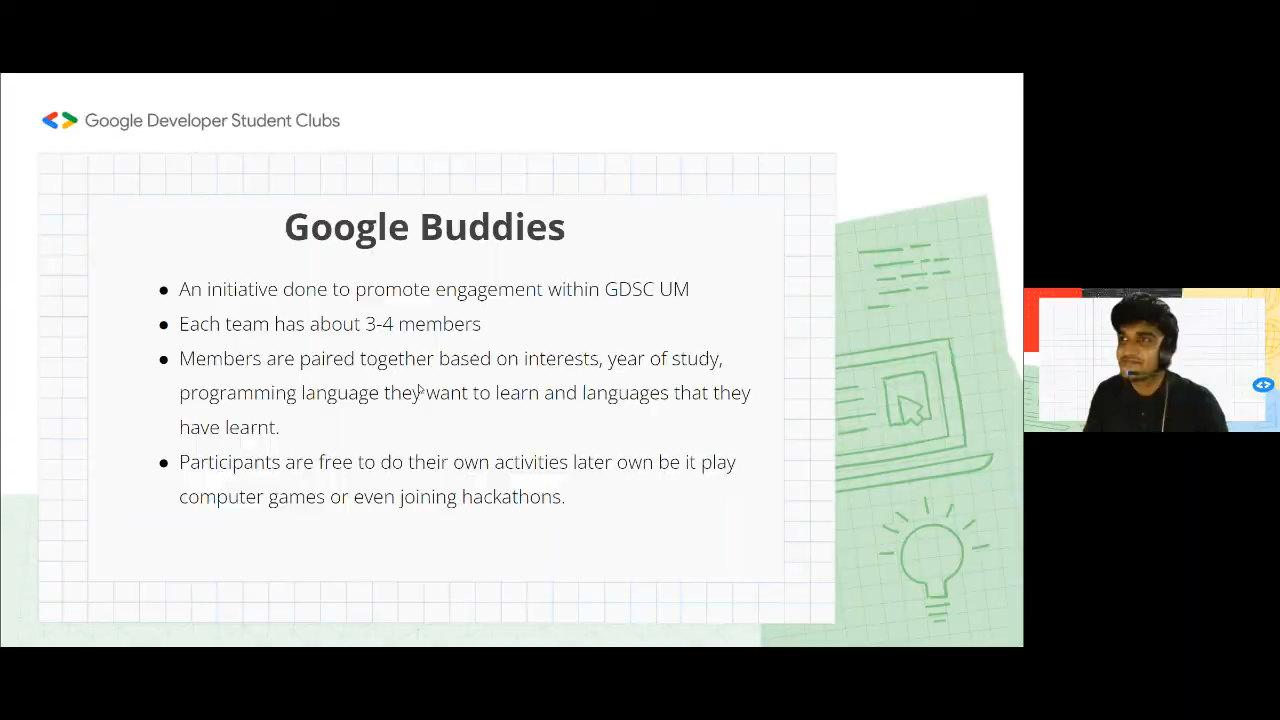 Google Developer Student Clubs
Google Buddies
● An initiative done to promote engagement within GDSC UM
● Each team has about 3-4 members
● Members are paired together based on interests, year of study,
programming language they want to learn and languages that they
have learnt.
● Participants are free to do their own activities later own be it play
computer games or even joining hackathons.